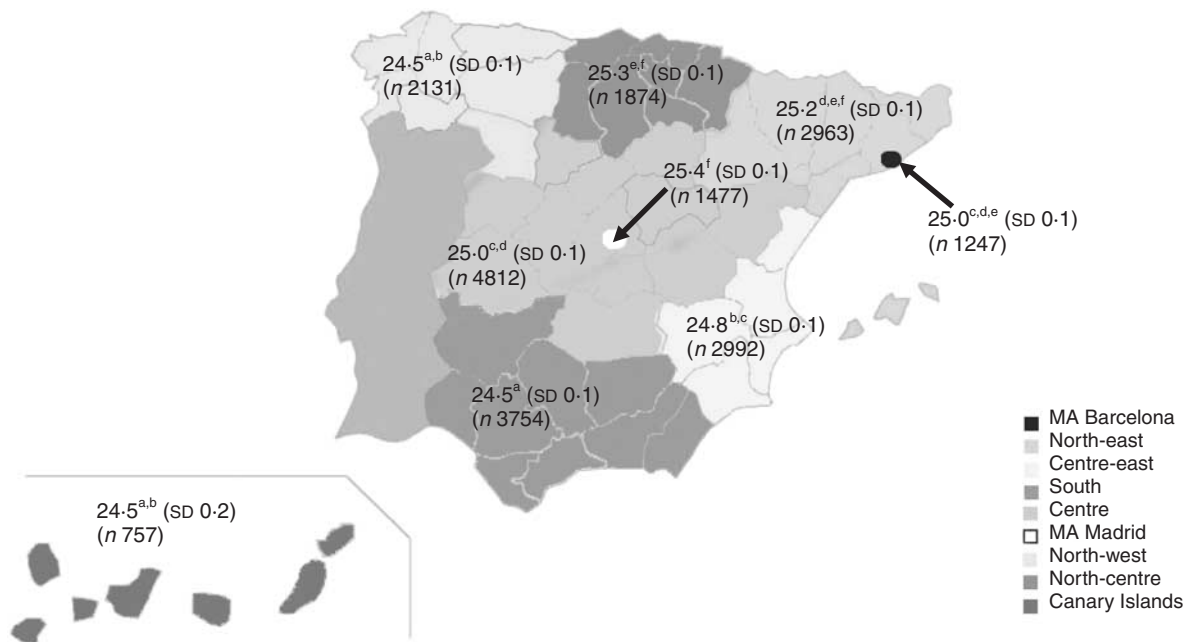 24·5a,b (SD 0·1)
(n 2131)
25·3e,f (SD 0·1)
(n 1874)
25·2d,e,f (SD 0·1)
(n 2963)
25·4f (SD 0·1)
(n 1477)
25·0c,d,e (SD 0·1)
(n 1247)
25·0c,d (SD 0·1)
(n 4812)
24·8b,c (SD 0·1)
(n 2992)
24·5a (SD 0·1)
(n 3754)
24·5a,b (SD 0·2)
(n 757)
MA Barcelona
North-east
Centre-east
South
Centre
MA Madrid
North-west
North-centre
Canary Islands